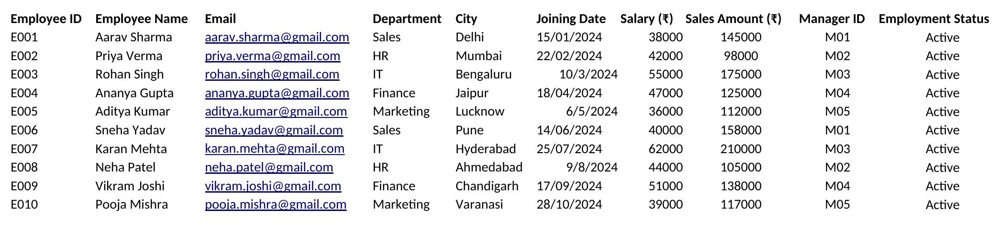 Employee ID Employee Name Email Department City Joining Date Salary (₹) Sales Amount (₹) Manager ID Employment Status
E001 Aarav Sharma aarav.sharma@gmail.com Sales Delhi 15/01/2024 38000 145000 M01 Active
E002 Priya Verma priya.verma@gmail.com HR Mumbai 22/02/2024 42000 98000 M02 Active
E003 Rohan Singh rohan.singh@gmail.com IT Bengaluru 10/3/2024 55000 175000 M03 Active
E004 Ananya Gupta ananya.gupta@gmail.com Finance Jaipur 18/04/2024 47000 125000 M04 Active
E005 Aditya Kumar aditya.kumar@gmail.com Marketing Lucknow 6/5/2024 36000 112000 M05 Active
E006 Sneha Yadav sneha.yadav@gmail.com Sales Pune 14/06/2024 40000 158000 M01 Active
E007 Karan Mehta karan.mehta@gmail.com IT Hyderabad 25/07/2024 62000 210000 M03 Active
E008 Neha Patel neha.patel@gmail.com HR Ahmedabad 9/8/2024 44000 105000 M02 Active
E009 Vikram Joshi vikram.joshi@gmail.com Finance Chandigarh 17/09/2024 51000 138000 M04 Active
E010 Pooja Mishra pooja.mishra@gmail.com Marketing Varanasi 28/10/2024 39000 117000 M05 Active